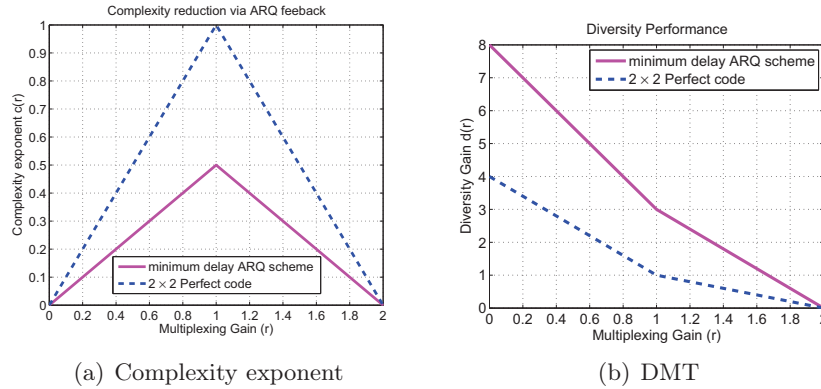 Complexity reduction via ARQ feeback
Complexity exponent c(r)
1
0.9
0.8
0.7
0.6
0.5
0.4
0.3
0.2
0.1
0
minimum delay ARQ scheme
2 × 2 Perfect code
0 0.2 0.4 0.6 0.8 1 1.2 1.4 1.6 1.8 2
Multiplexing Gain (r)
(a) Complexity exponent
Diversity Performance
Diversity Gain d(r)
8
7
6
5
4
3
2
1
0
minimum delay ARQ scheme
2 × 2 Perfect code
0 0.2 0.4 0.6 0.8 1 1.2 1.4 1.6 1.8 2
Multiplexing Gain (r)
(b) DMT